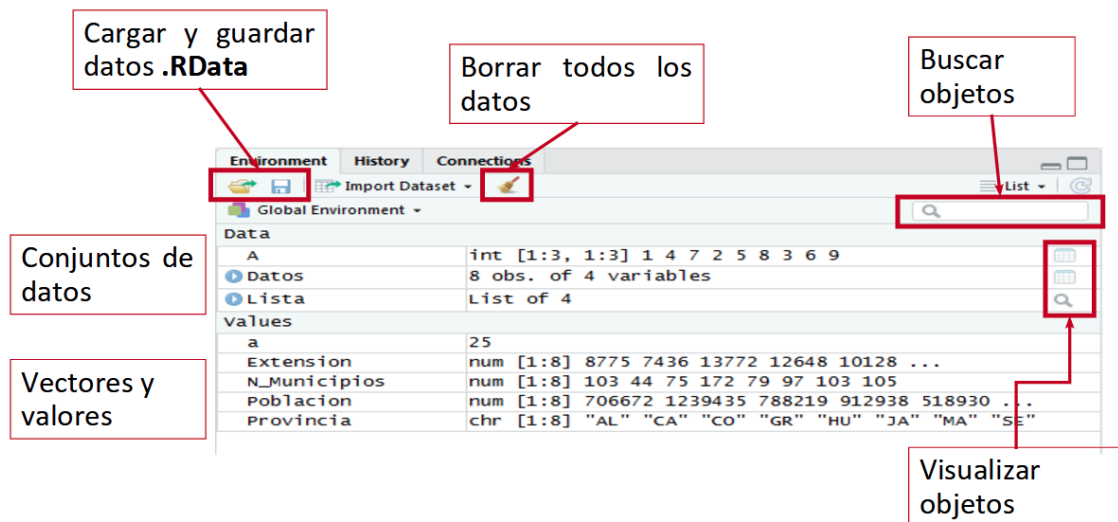 Cargar y guardar
datos .RData
Borrar todos los
datos
Buscar
objetos
Environment History Connections
Import Dataset
List
Global Environment
Data
A int [1:3, 1:3] 1 4 7 2 5 8 3 6 9
Datos 8 obs. of 4 variables
Lista List of 4
Values
a 25
Extension num [1:8] 8775 7436 13772 12648 10128 ...
N_Municipios num [1:8] 103 44 75 172 79 97 103 105
Poblacion num [1:8] 706672 1239435 788219 912938 518930 ...
Provincia chr [1:8] "AL" "CA" "CO" "GR" "HU" "JA" "MA" "SE"
Conjuntos de
datos
Vectores y
valores
Visualizar
objetos